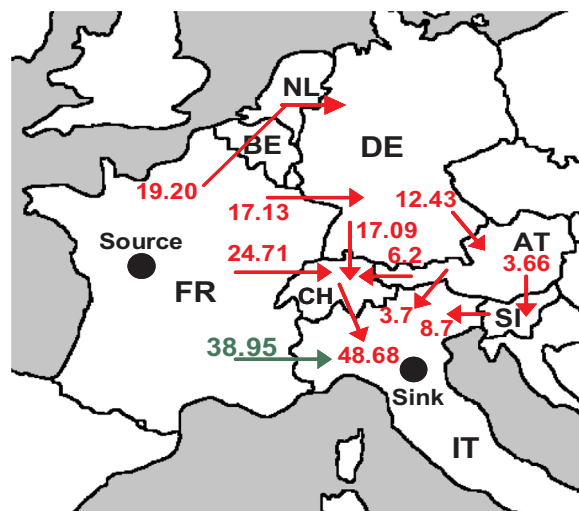 NL
BE
DE
19.20
17.13
12.43
17.09
AT
Source
24.71
6.2
3.66
FR
CH
3.7
SI
8.7
38.95
48.68
Sink
IT